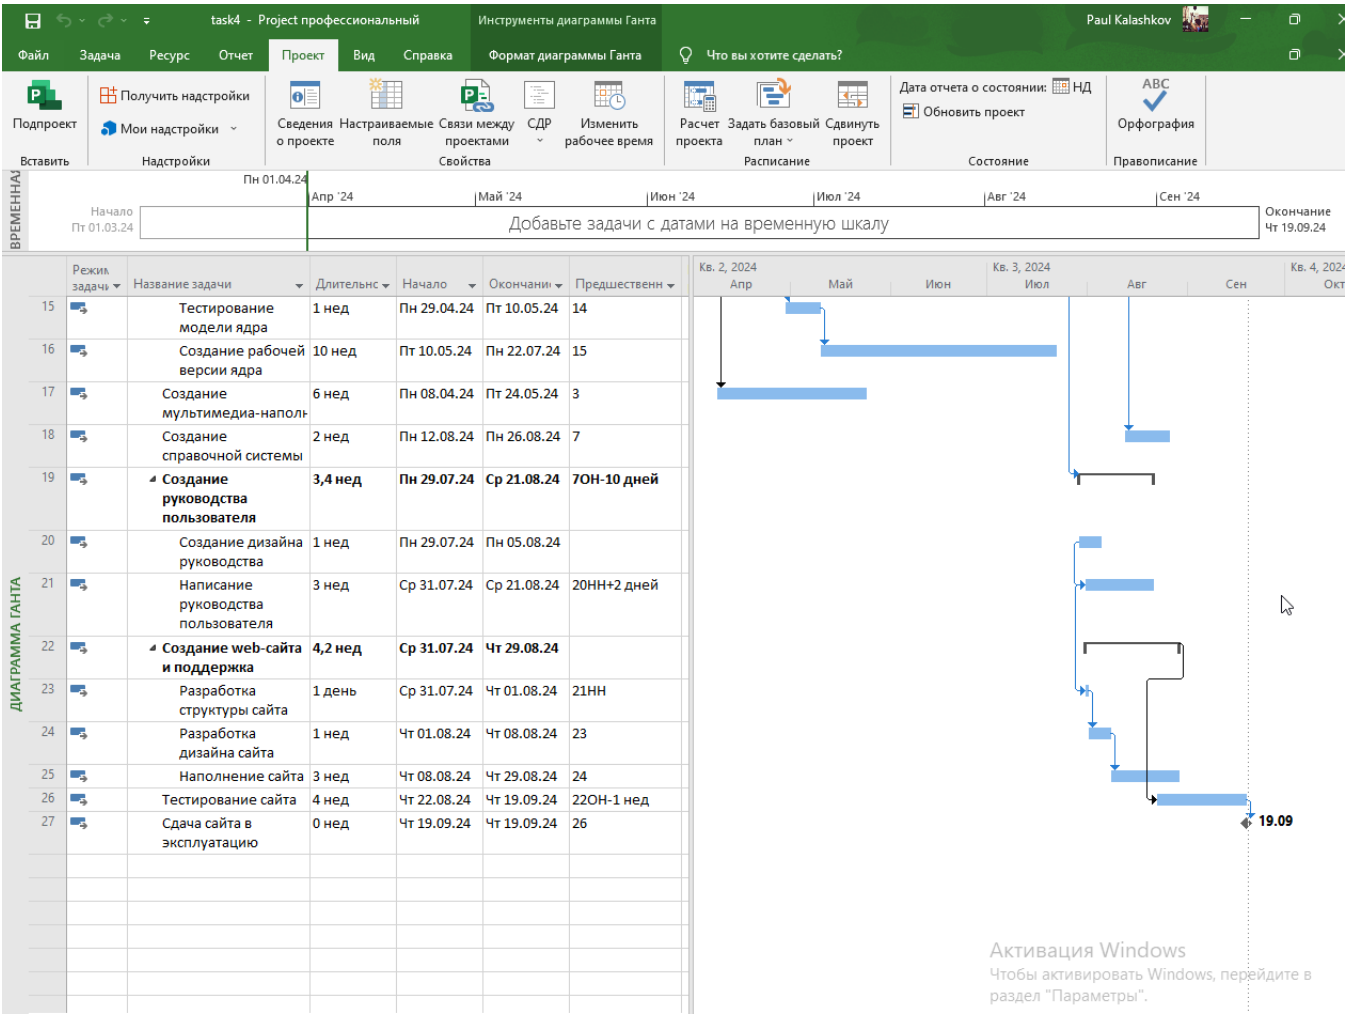 task4 - Project профессиональный
Инструменты диаграммы Ганта
Paul Kalashkov
Файл Задача Ресурс Отчет Проект Вид Справка Формат диаграммы Ганта Что вы хотите сделать?
Подпроект
Вставить
Получить надстройки
Мои надстройки
Надстройки
Сведения о проекте
Настраиваемые поля
Связи между проектами
СДР
Изменить рабочее время
Свойства
Расчет проекта
Задать базовый план
Сдвинуть проект
Расписание
Дата отчета о состоянии: НД
Обновить проект
Состояние
ABC
Орфография
Правописание
ВРЕМЕННАЯ
Пн 01.04.24
Апр '24 Май '24 Июн '24 Июл '24 Авг '24 Сен '24
Начало
Пт 01.03.24
Добавьте задачи с датами на временную шкалу
Окончание
Чт 19.09.24
ДИАГРАММА ГАНТА
Режим задачи Название задачи Длительнс Начало Окончани Предшественн
Кв. 2, 2024 Кв. 3, 2024 Кв. 4, 2024
Апр Май Июн Июл Авг Сен Окт
15 Тестирование модели ядра 1 нед Пн 29.04.24 Пт 10.05.24 14
16 Создание рабочей версии ядра 10 нед Пт 10.05.24 Пн 22.07.24 15
17 Создание мультимедиа-наполн 6 нед Пн 08.04.24 Пт 24.05.24 3
18 Создание справочной системы 2 нед Пн 12.08.24 Пн 26.08.24 7
19 Создание руководства пользователя 3,4 нед Пн 29.07.24 Ср 21.08.24 7ОН-10 дней
20 Создание дизайна руководства 1 нед Пн 29.07.24 Пн 05.08.24
21 Написание руководства пользователя 3 нед Ср 31.07.24 Ср 21.08.24 20НН+2 дней
22 Создание web-сайта и поддержка 4,2 нед Ср 31.07.24 Чт 29.08.24
23 Разработка структуры сайта 1 день Ср 31.07.24 Чт 01.08.24 21НН
24 Разработка дизайна сайта 1 нед Чт 01.08.24 Чт 08.08.24 23
25 Наполнение сайта 3 нед Чт 08.08.24 Чт 29.08.24 24
26 Тестирование сайта 4 нед Чт 22.08.24 Чт 19.09.24 22ОН-1 нед
27 Сдача сайта в эксплуатацию 0 нед Чт 19.09.24 Чт 19.09.24 26
19.09
Активация Windows
Чтобы активировать Windows, перейдите в
раздел "Параметры".